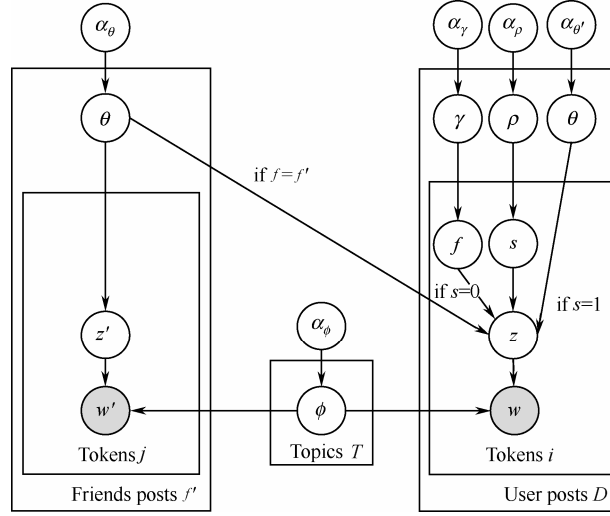 α_θ
α_γ α_ρ α_θ'
θ
γ ρ θ
if f=f'
f s
if s=0
if s=1
z'
α_ϕ
z
w'
ϕ
w
Tokens j
Topics T
Tokens i
Friends posts f'
User posts D